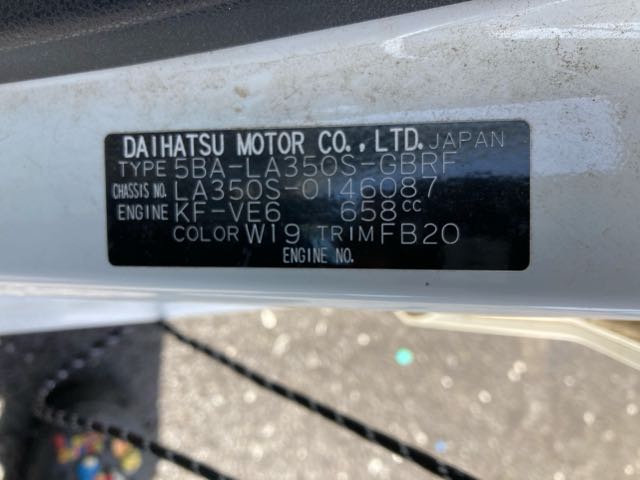 DAIHATSU MOTOR CO., LTD. JAPAN
TYPE 5BA-LA350S-GBRF
CHASSIS NO. LA350S-0146087
ENGINE KF-VE6 658cc
COLOR W19 TRIM FB20
ENGINE NO.